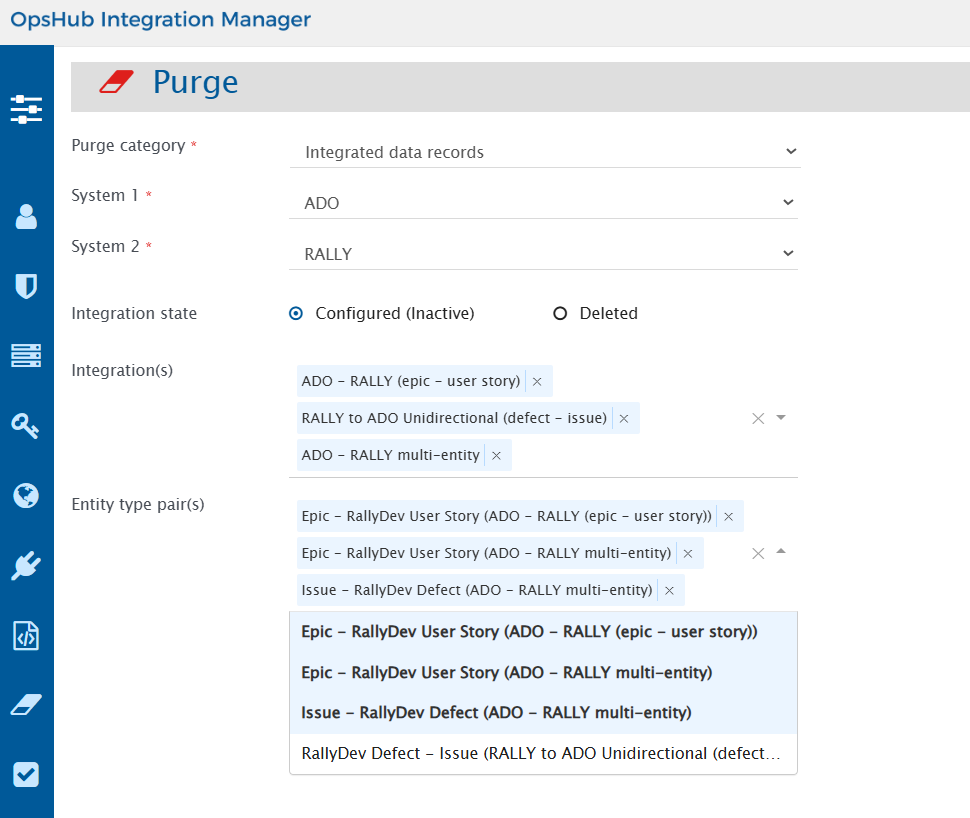 OpsHub Integration Manager
Purge
Purge category *
Integrated data records
System 1 *
ADO
System 2 *
RALLY
Integration state
Configured (Inactive)
Deleted
Integration(s)
ADO – RALLY (epic – user story)
RALLY to ADO Unidirectional (defect – issue)
ADO – RALLY multi-entity
Entity type pair(s)
Epic – RallyDev User Story (ADO – RALLY (epic – user story))
Epic – RallyDev User Story (ADO – RALLY multi-entity)
Issue – RallyDev Defect (ADO – RALLY multi-entity)
Epic – RallyDev User Story (ADO – RALLY (epic – user story))
Epic – RallyDev User Story (ADO – RALLY multi-entity)
Issue – RallyDev Defect (ADO – RALLY multi-entity)
RallyDev Defect – Issue (RALLY to ADO Unidirectional (defect...